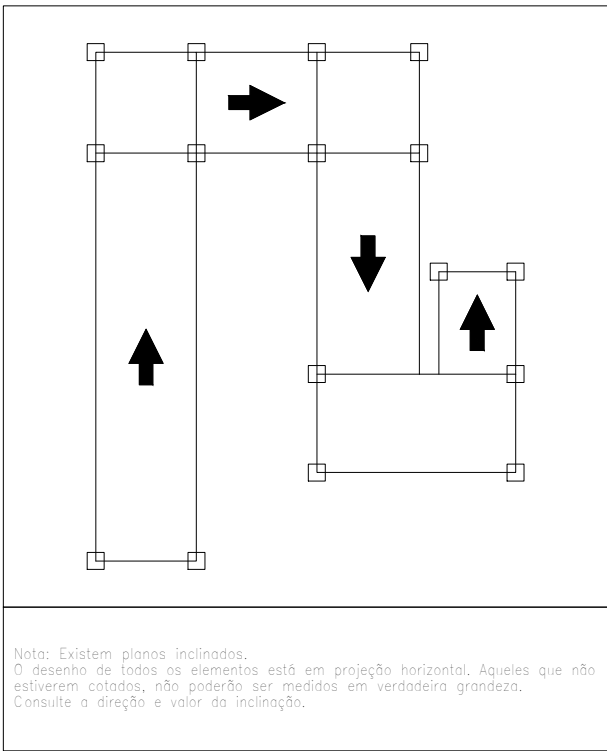 Nota: Existem planos inclinados.
O desenho de todos os elementos está em projeção horizontal. Aqueles que não
estiverem cotados, não poderão ser medidos em verdadeira grandeza.
Consulte a direção e valor da inclinação.